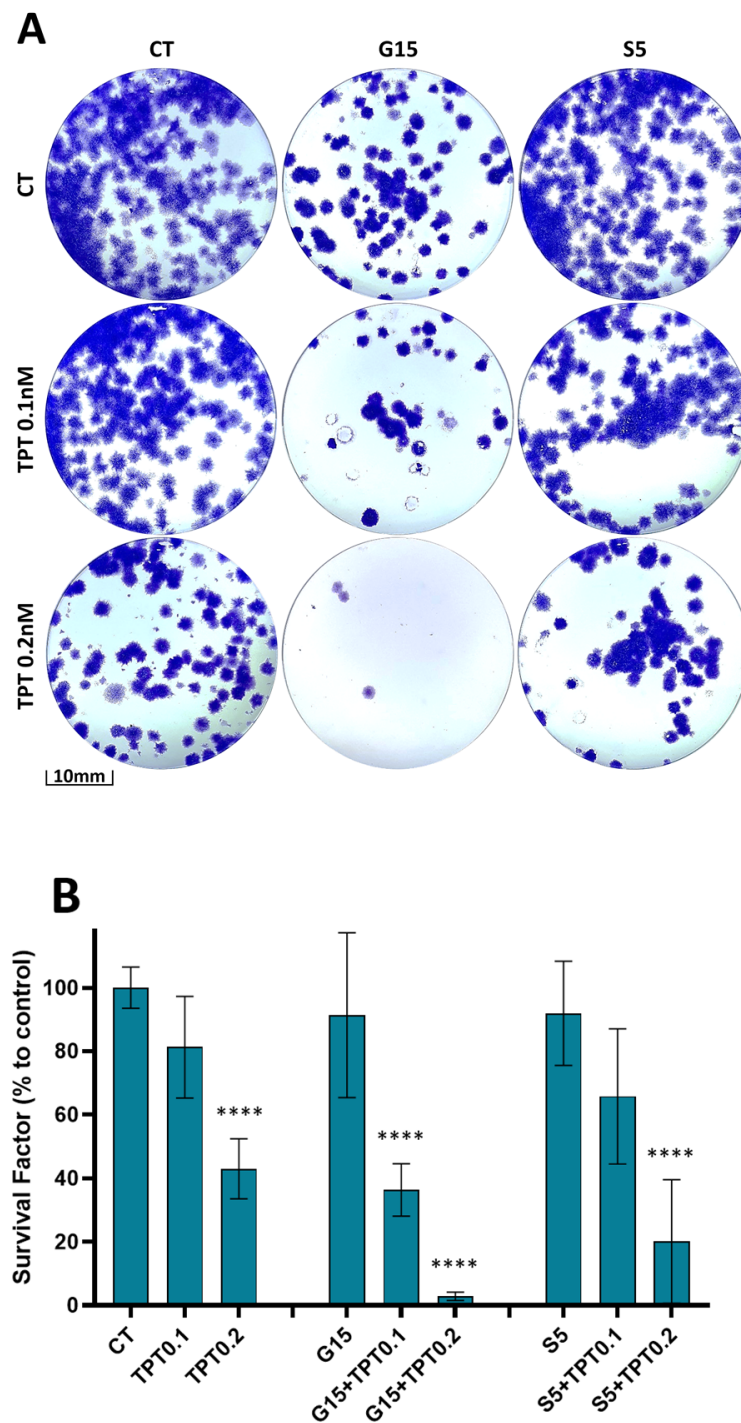 A
CT G15 S5
CT
TPT 0.1nM
TPT 0.2nM
10mm
B
Survival Factor (% to control)
100
80
60
40
20
0
****
****
****
****
CT TPT0.1 TPT0.2 G15 G15+TPT0.1 G15+TPT0.2 S5 S5+TPT0.1 S5+TPT0.2